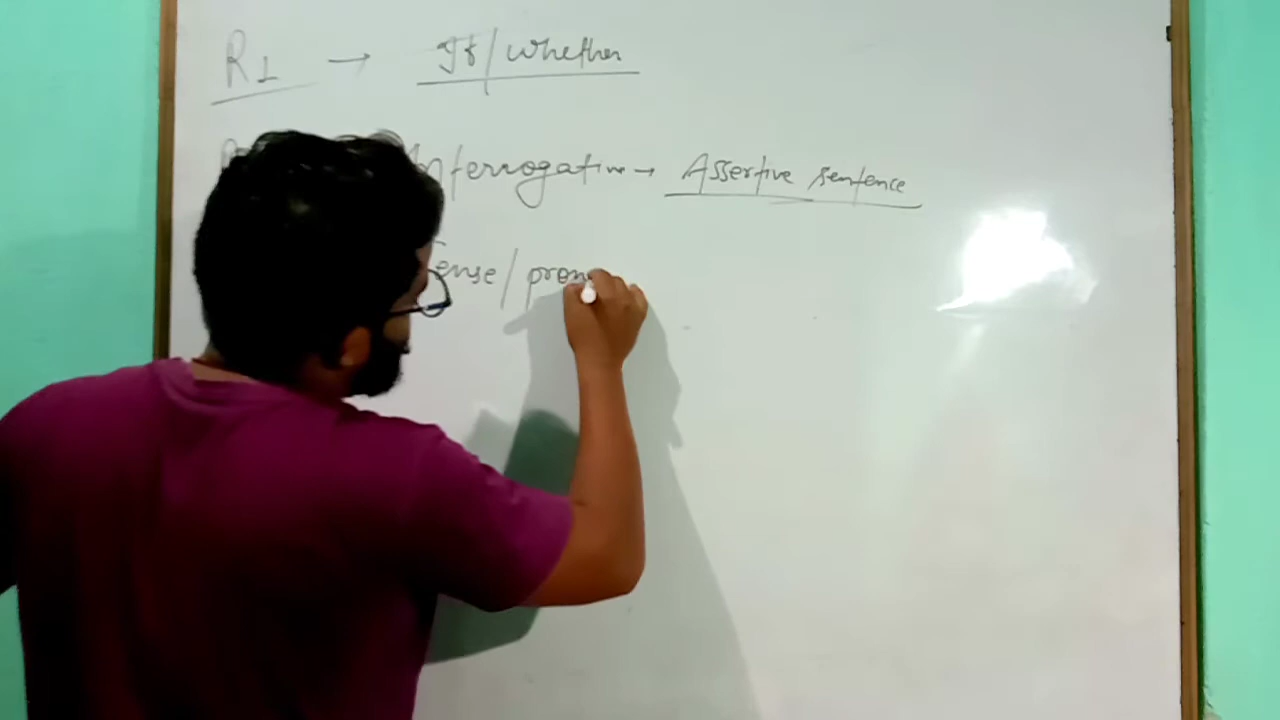 R1 → If/whether
Interrogative → Assertive sentence
Tense/pron